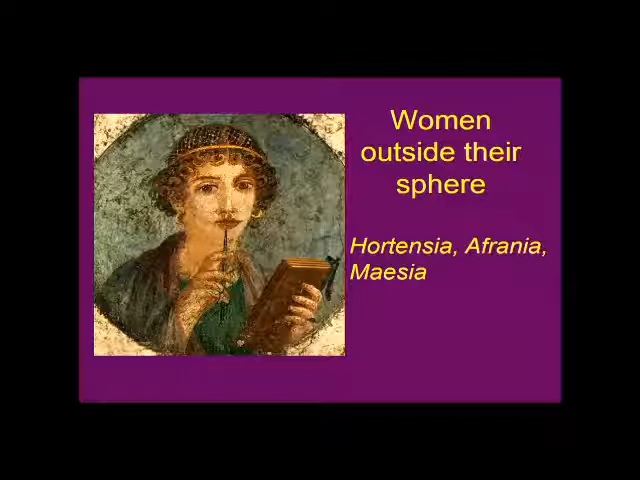 Women
outside their
sphere
Hortensia, Afrania,
Maesia